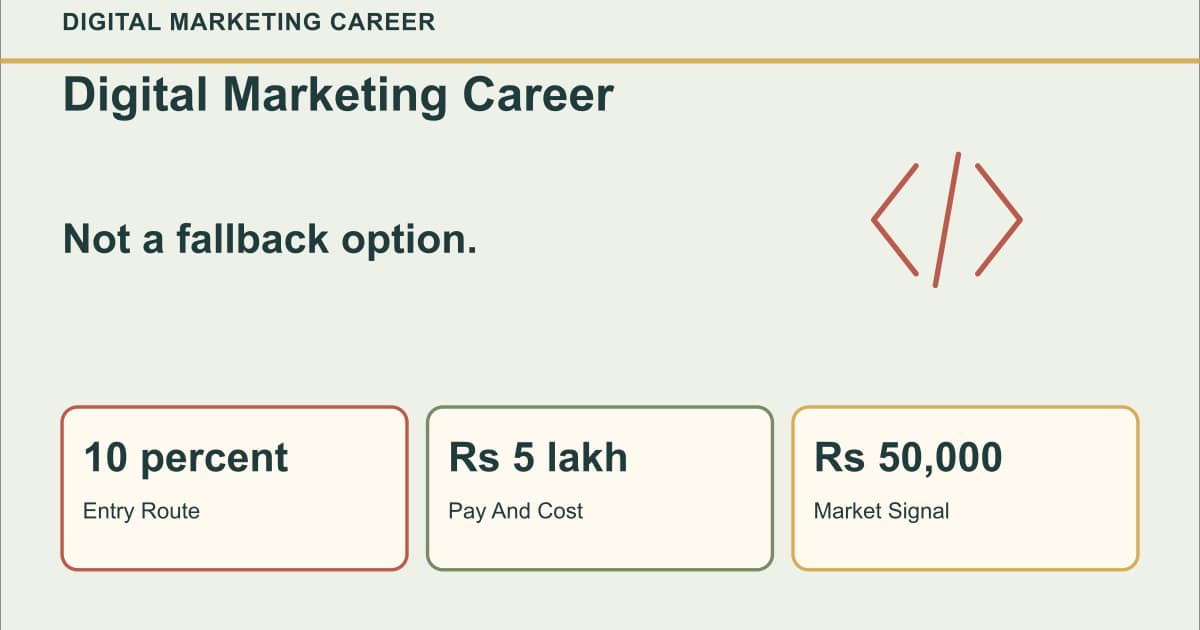 DIGITAL MARKETING CAREER
Digital Marketing Career
Not a fallback option.
10 percent
Entry Route
Rs 5 lakh
Pay And Cost
Rs 50,000
Market Signal